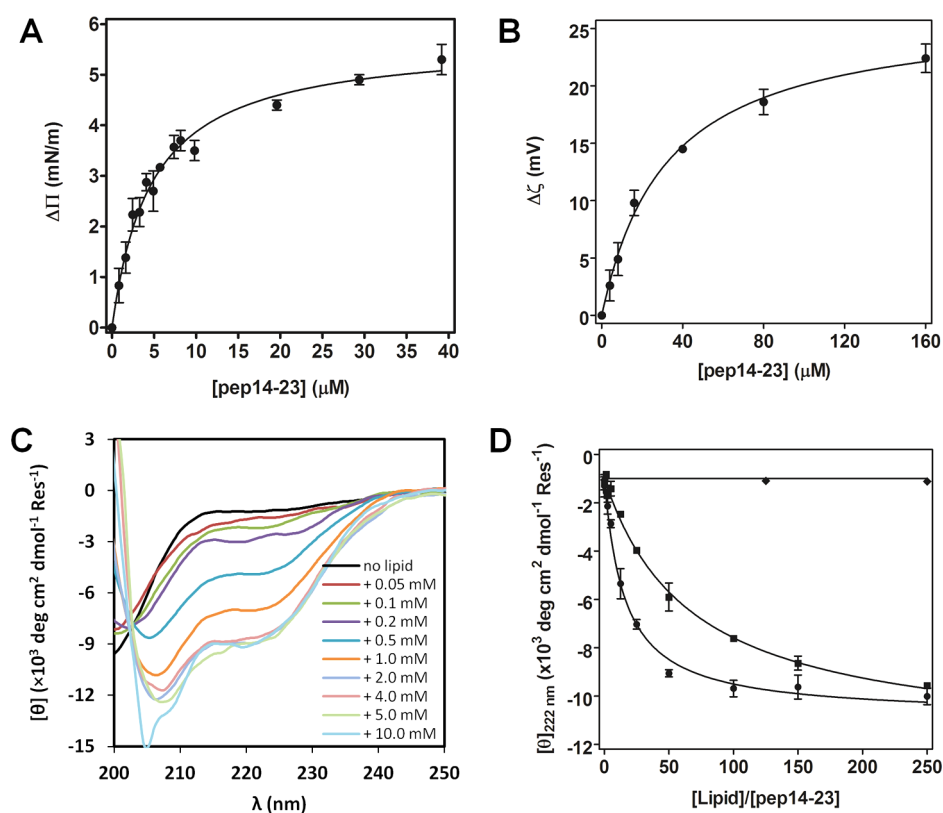 A
6
5
4
3
2
1
0
ΔΠ (mN/m)
0 5 10 15 20 25 30 35 40
[pep14-23] (μM)
B
25
20
15
10
5
0
Δζ (mV)
0 40 80 120 160
[pep14-23] (μM)
C
3
0
-3
-6
-9
-12
-15
[θ] (×10³ deg cm² dmol⁻¹ Res⁻¹)
no lipid
+ 0.05 mM
+ 0.1 mM
+ 0.2 mM
+ 0.5 mM
+ 1.0 mM
+ 2.0 mM
+ 4.0 mM
+ 5.0 mM
+ 10.0 mM
200 210 220 230 240 250
λ (nm)
D
0
-2
-4
-6
-8
-10
-12
[θ]222 nm (x10³ deg cm² dmol⁻¹ Res⁻¹)
0 50 100 150 200 250
[Lipid]/[pep14-23]